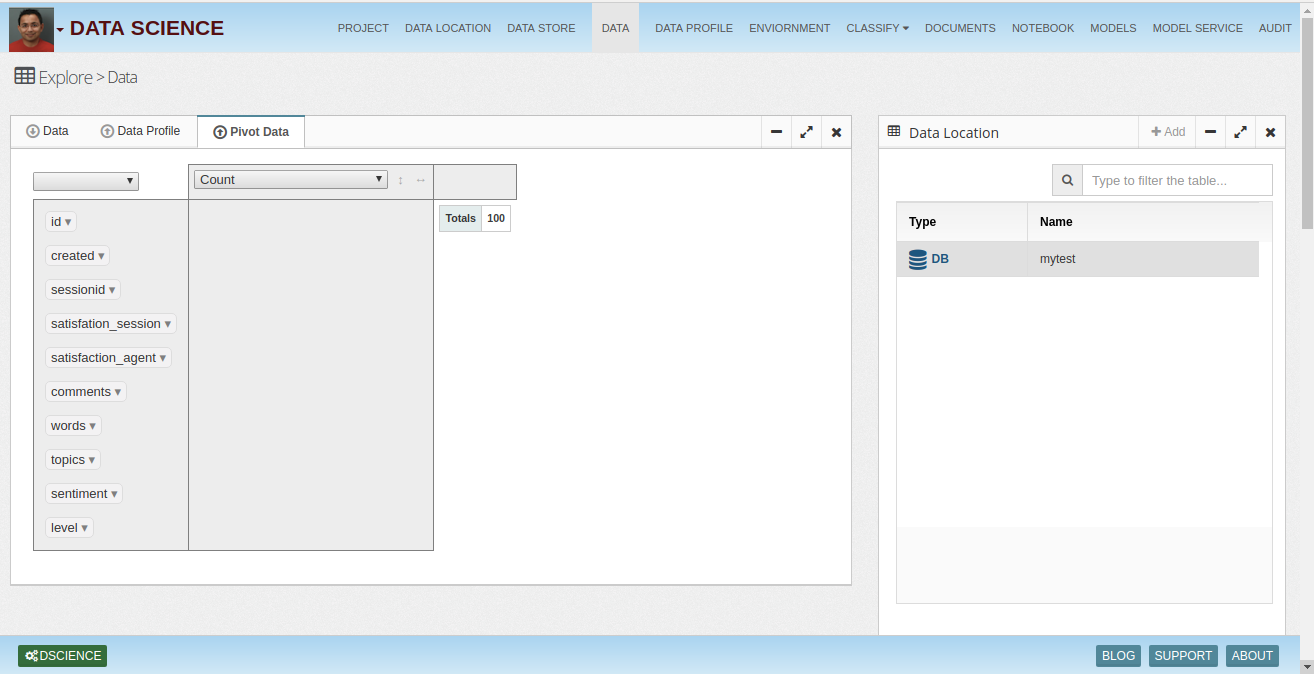 DATA SCIENCE
PROJECT DATA LOCATION DATA STORE DATA DATA PROFILE ENVIORNMENT CLASSIFY DOCUMENTS NOTEBOOK MODELS MODEL SERVICE AUDIT
Explore > Data
Data Data Profile Pivot Data
Count
Totals 100
id
created
sessionid
satisfation_session
satisfaction_agent
comments
words
topics
sentiment
level
Data Location Add
Type to filter the table...
Type Name
DB mytest
DSCIENCE BLOG SUPPORT ABOUT